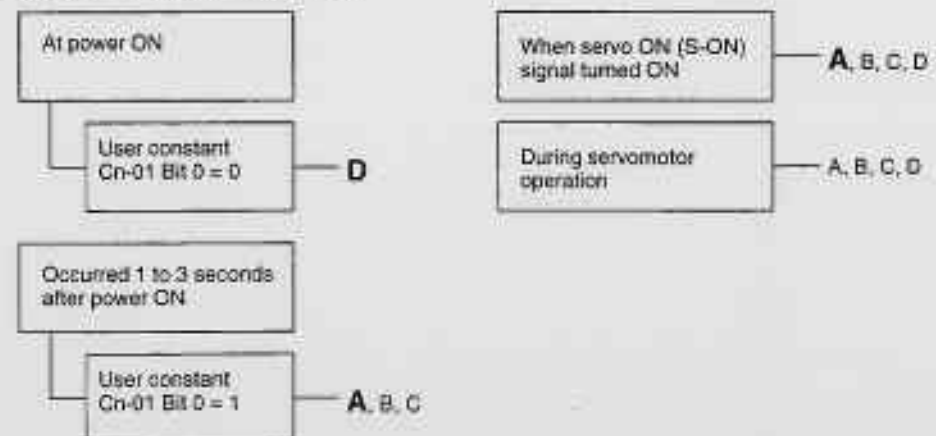 At power ON
User constant
Cn-01 Bit 0 = 0
D
Occurred 1 to 3 seconds
after power ON
User constant
Cn-01 Bit 0 = 1
A, B, C
When servo ON (S-ON)
signal turned ON
A, B, C, D
During servomotor
operation
A, B, C, D